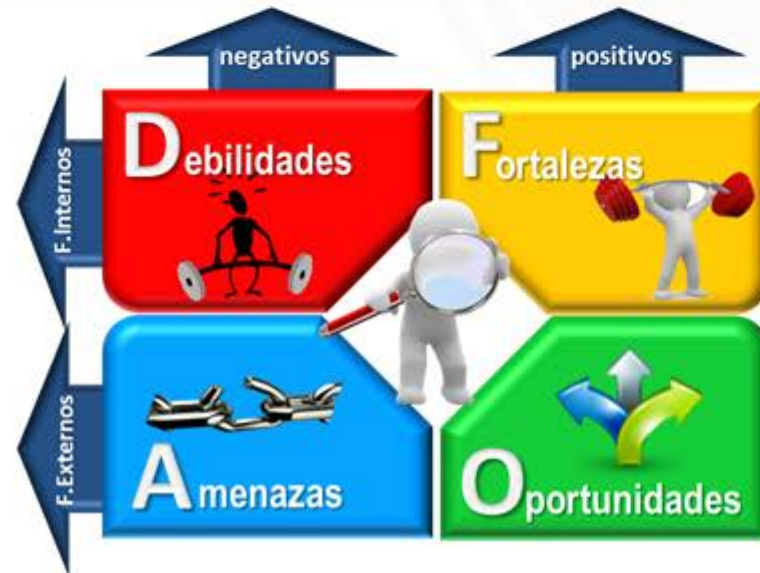 negativos
positivos
F.Internos
Debilidades
Fortalezas
F.Externos
Amenazas
Oportunidades